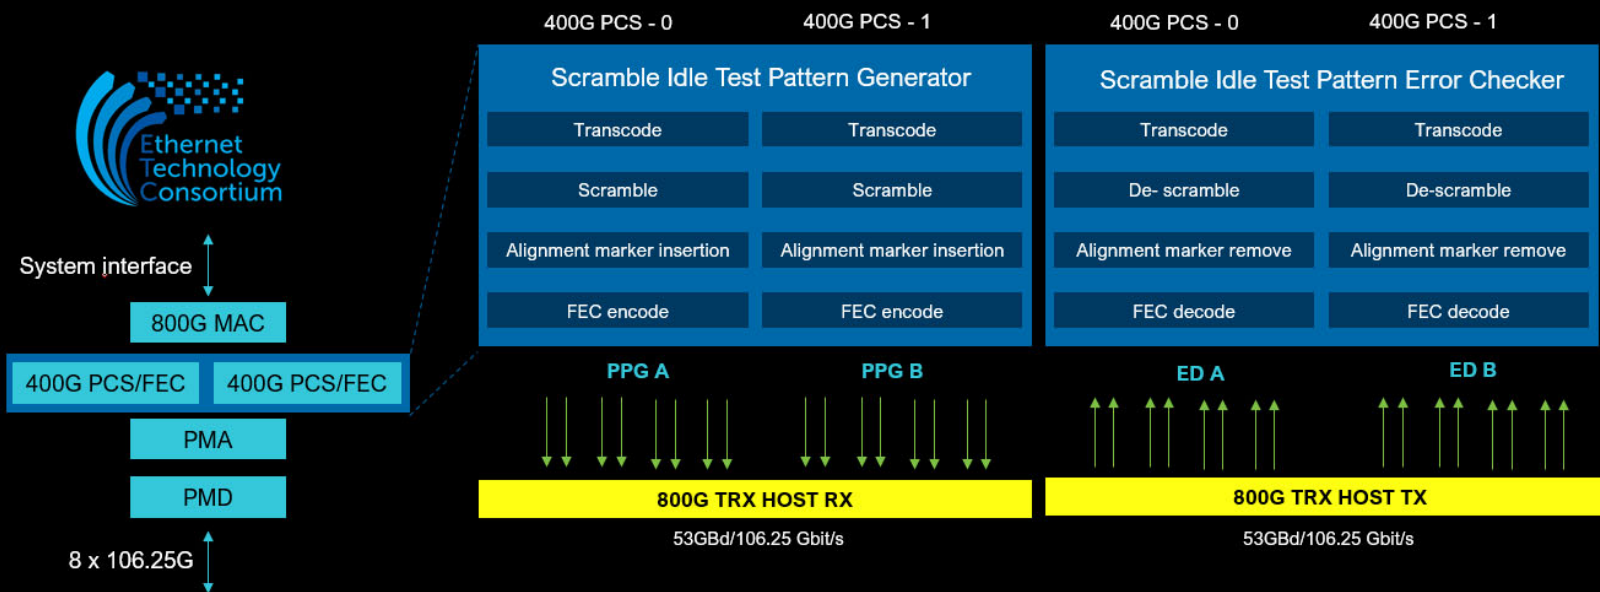 Ethernet
Technology
Consortium
System interface
800G MAC
400G PCS/FEC 400G PCS/FEC
PMA
PMD
8 x 106.25G
400G PCS - 0 400G PCS - 1
Scramble Idle Test Pattern Generator
Transcode Transcode
Scramble Scramble
Alignment marker insertion Alignment marker insertion
FEC encode FEC encode
PPG A PPG B
800G TRX HOST RX
53GBd/106.25 Gbit/s
400G PCS - 0 400G PCS - 1
Scramble Idle Test Pattern Error Checker
Transcode Transcode
De- scramble De-scramble
Alignment marker remove Alignment marker remove
FEC decode FEC decode
ED A ED B
800G TRX HOST TX
53GBd/106.25 Gbit/s